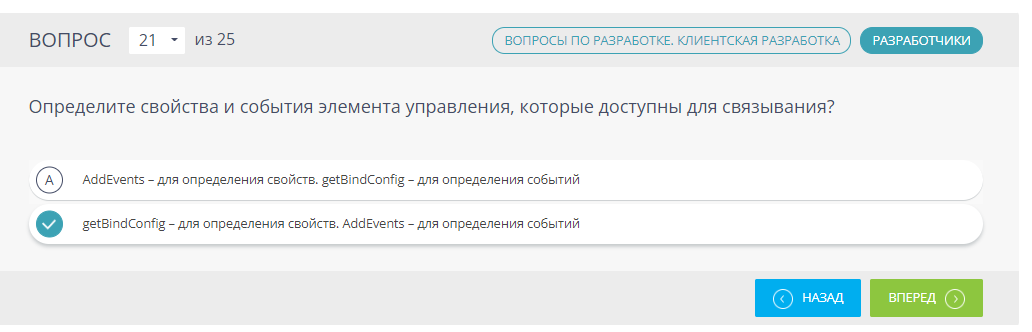 ВОПРОС 21 из 25
ВОПРОСЫ ПО РАЗРАБОТКЕ. КЛИЕНТСКАЯ РАЗРАБОТКА РАЗРАБОТЧИКИ
Определите свойства и события элемента управления, которые доступны для связывания?
A AddEvents – для определения свойств. getBindConfig – для определения событий
getBindConfig – для определения свойств. AddEvents – для определения событий
НАЗАД ВПЕРЕД